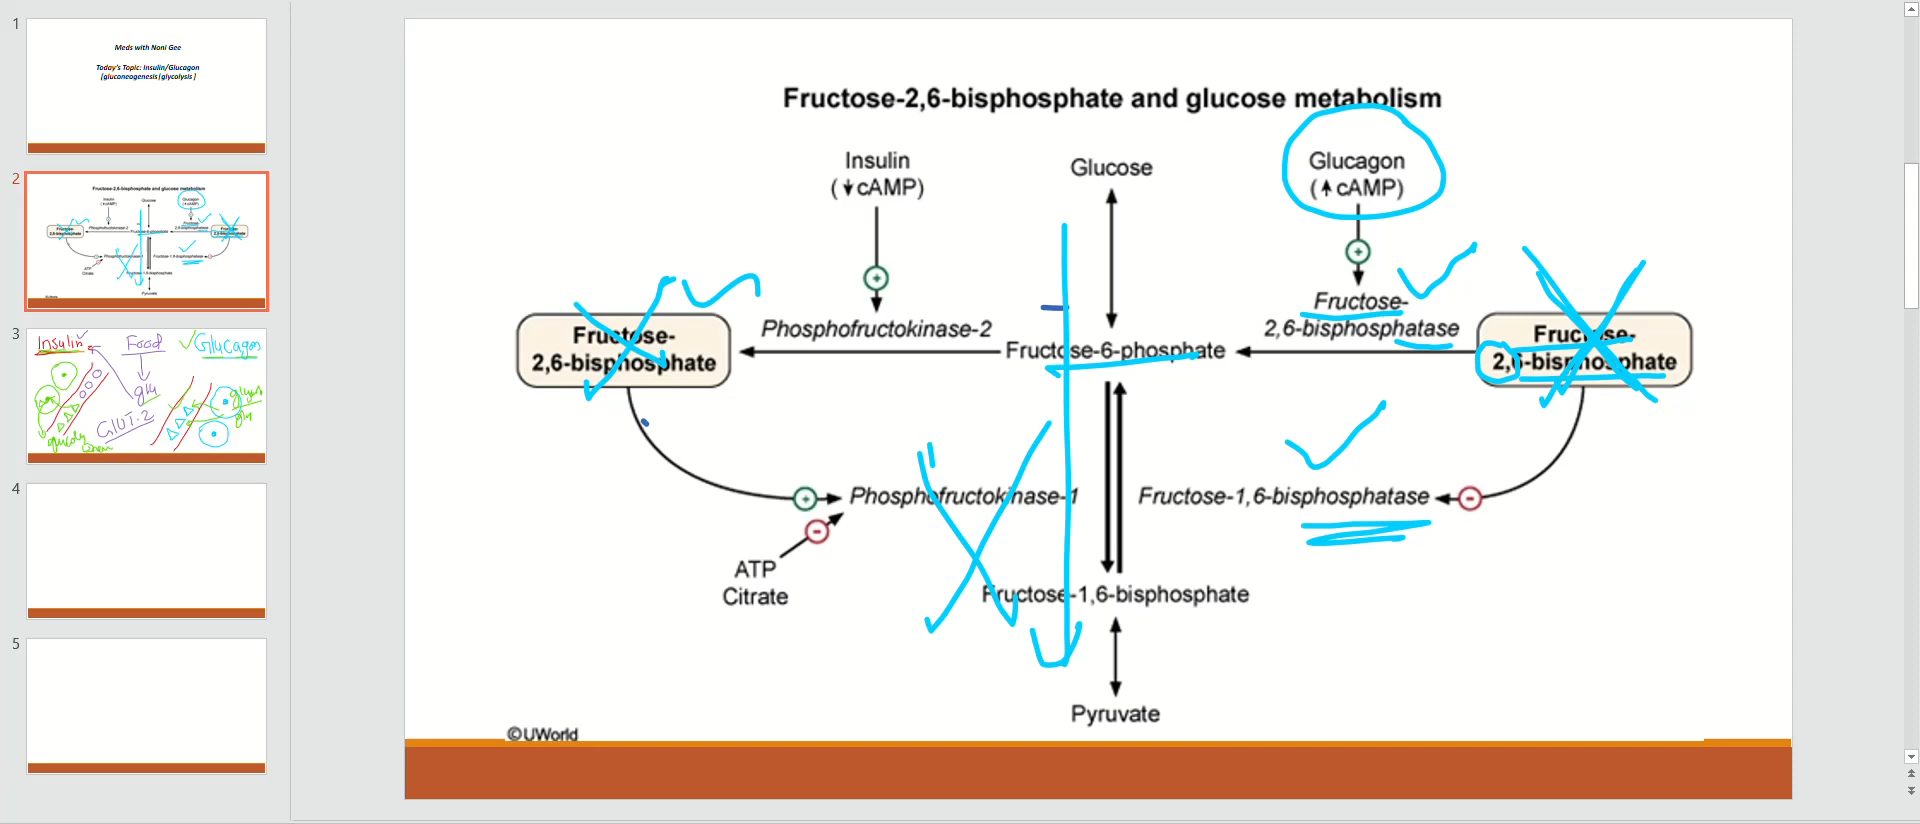 1
Meds with Noni Gee
Today's Topic: Insulin/Glucagon
[gluconeogenesis|glycolysis]
2
Fructose-2,6-bisphosphate and glucose metabolism
Insulin
(↓cAMP)
Glucose
Glucagon
(↑cAMP)
+
+
Fructose-
2,6-bisphosphatase
Phosphofructokinase-2
Fructose-
2,6-bisphosphate
Fructose-6-phosphate
Fructose-
2,6-bisphosphate
+
Phosphofructokinase-1
Fructose-1,6-bisphosphatase
-
-
ATP
Citrate
Fructose-1,6-bisphosphate
Pyruvate
©UWorld
3
Insulin
Food
Glucagon
glu
GLUT-2
4
5